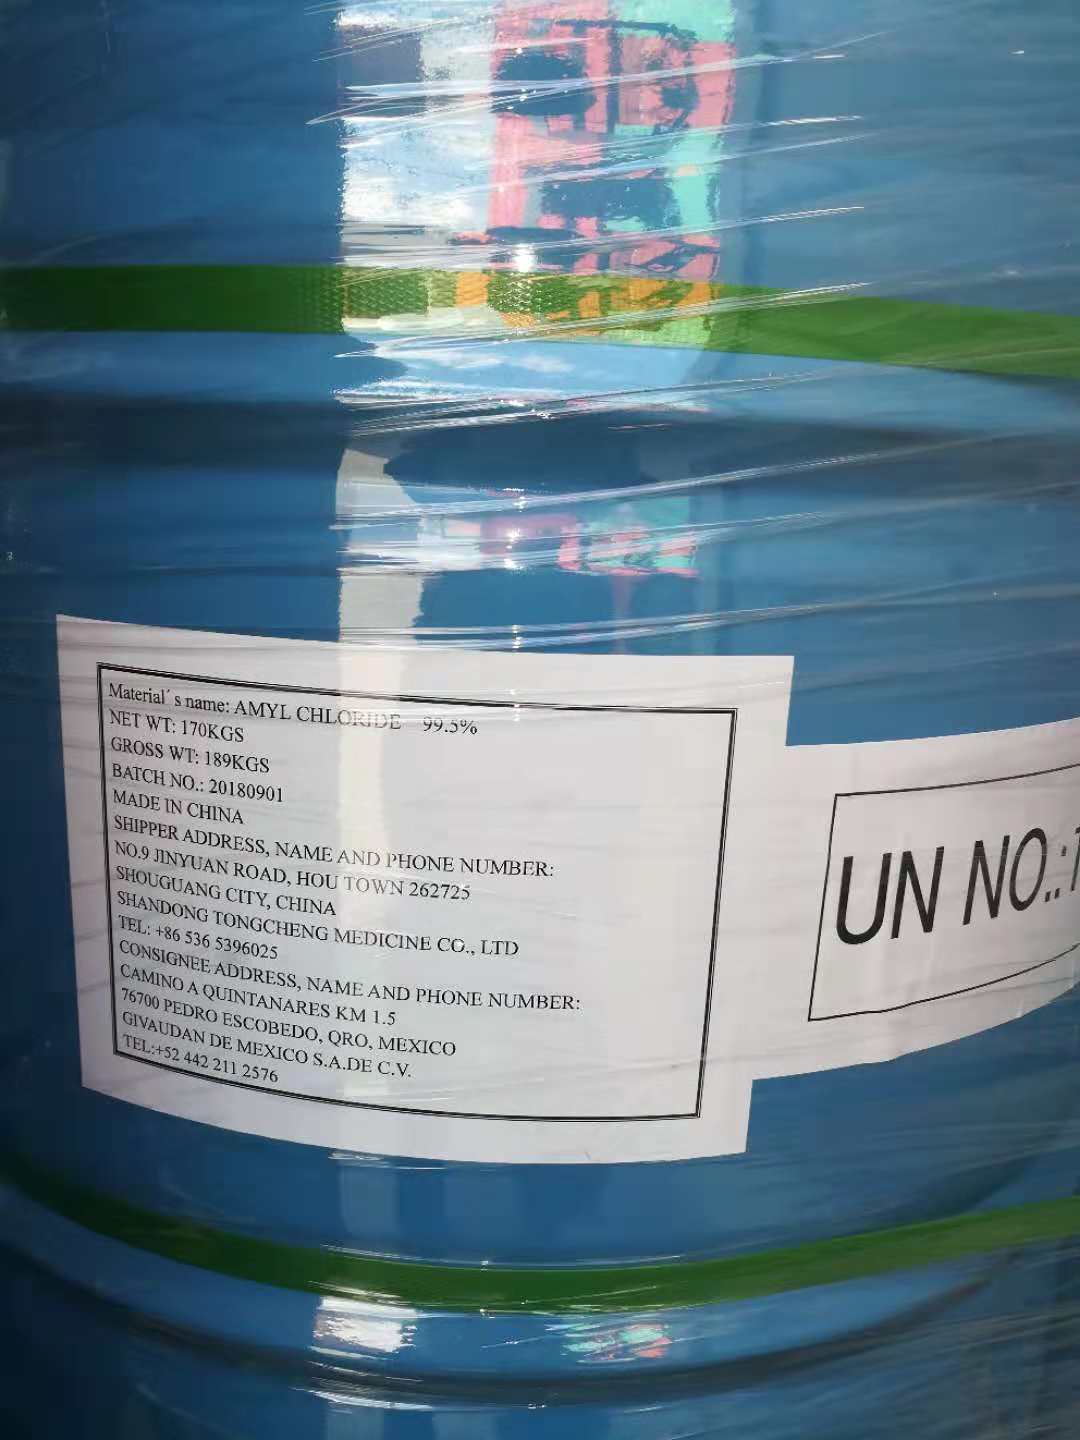 Material´s name: AMYL CHLORIDE 99.5%
NET WT: 170KGS
GROSS WT: 189KGS
BATCH NO.: 20180901
MADE IN CHINA
SHIPPER ADDRESS, NAME AND PHONE NUMBER:
NO.9 JINYUAN ROAD, HOU TOWN 262725
SHOUGUANG CITY, CHINA
SHANDONG TONGCHENG MEDICINE CO., LTD
TEL: +86 536 5396025
CONSIGNEE ADDRESS, NAME AND PHONE NUMBER:
CAMINO A QUINTANARES KM 1.5
76700 PEDRO ESCOBEDO, QRO, MEXICO
GIVAUDAN DE MEXICO S.A.DE C.V.
TEL:+52 442 211 2576
UN NO.: